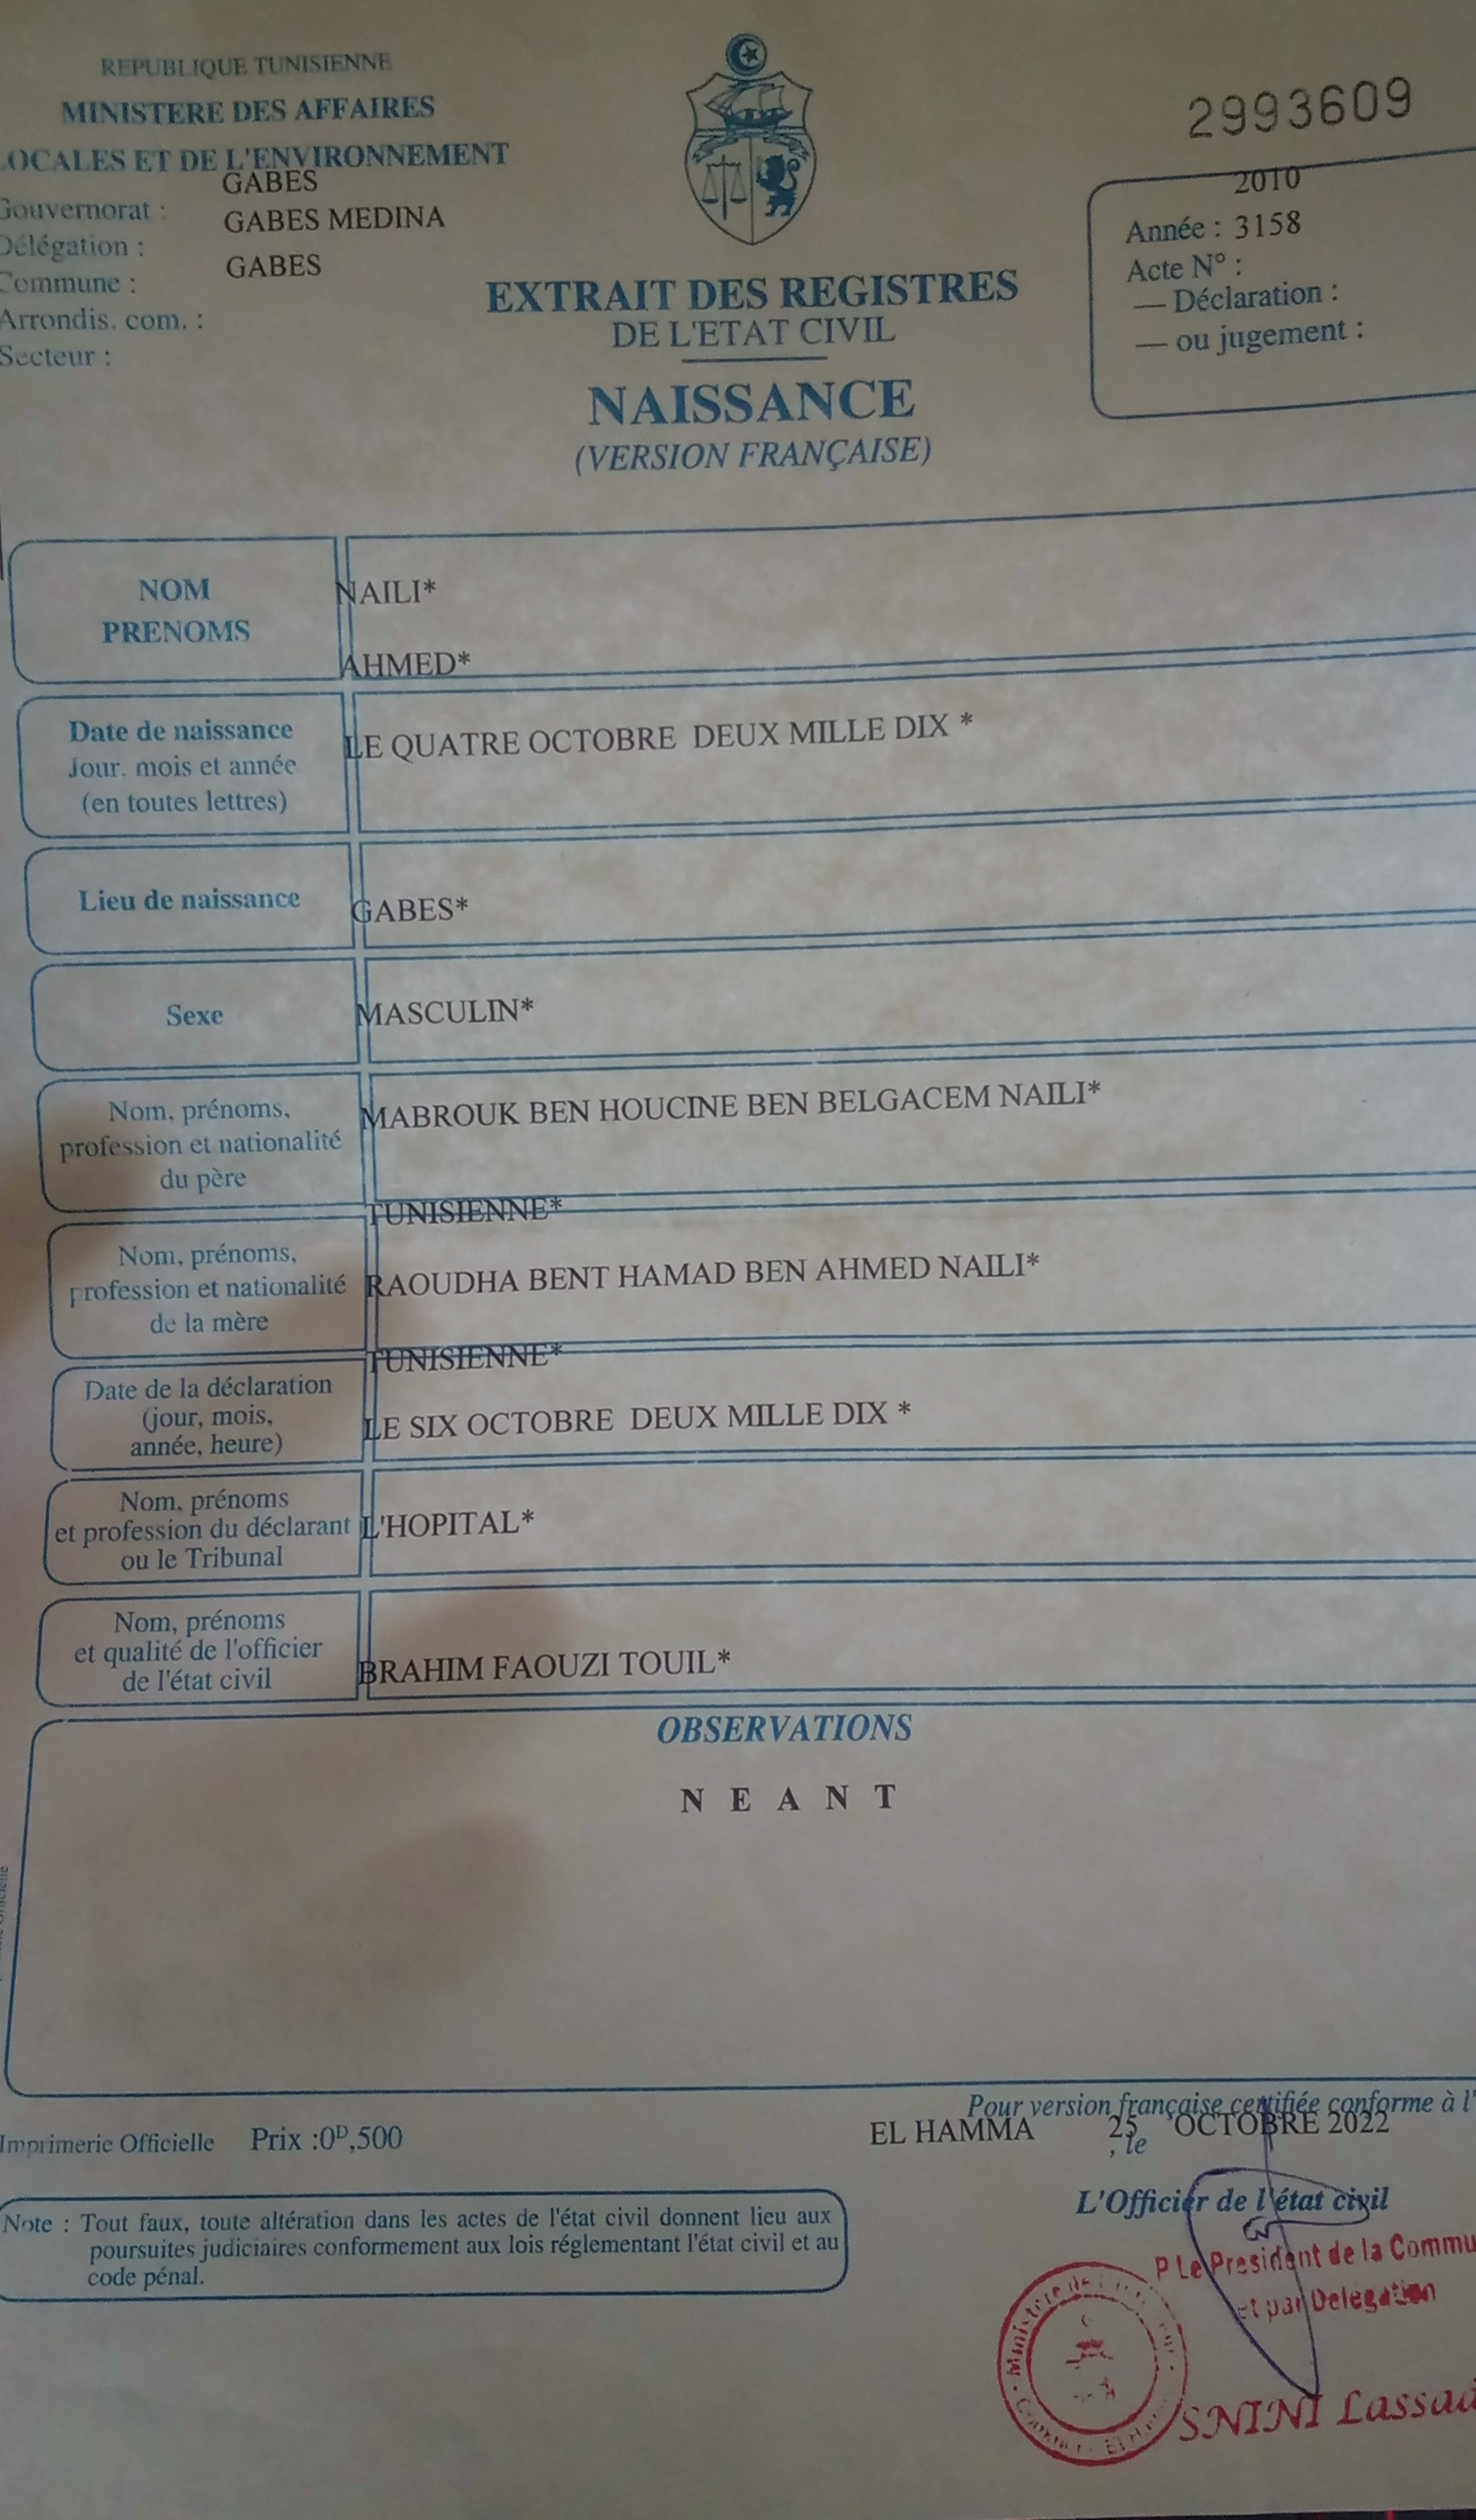 REPUBLIQUE TUNISIENNE
MINISTERE DES AFFAIRES
LOCALES ET DE L'ENVIRONNEMENT
GABES
Gouvernorat :
GABES MEDINA
Délégation :
GABES
Commune :
Arrondis. com. :
Secteur :
2993609
2010
Année : 3158
Acte N° :
— Déclaration :
— ou jugement :
EXTRAIT DES REGISTRES
DE L'ETAT CIVIL
NAISSANCE
(VERSION FRANÇAISE)
NOM
PRENOMS
NAILI*
AHMED*
Date de naissance
Jour, mois et année
(en toutes lettres)
LE QUATRE OCTOBRE DEUX MILLE DIX *
Lieu de naissance
GABES*
Sexe
MASCULIN*
Nom, prénoms,
profession et nationalité
du père
MABROUK BEN HOUCINE BEN BELGACEM NAILI*
TUNISIENNE*
Nom, prénoms,
profession et nationalité
de la mère
RAOUDHA BENT HAMAD BEN AHMED NAILI*
TUNISIENNE*
Date de la déclaration
(jour, mois,
année, heure)
LE SIX OCTOBRE DEUX MILLE DIX *
Nom, prénoms
et profession du déclarant
ou le Tribunal
L'HOPITAL*
Nom, prénoms
et qualité de l'officier
de l'état civil
BRAHIM FAOUZI TOUIL*
OBSERVATIONS
N E A N T
Pour version française certifiée conforme à l'
EL HAMMA 25 OCTOBRE 2022
, le
Imprimerie Officielle Prix :0D,500
L'Officier de l'état civil
Note : Tout faux, toute altération dans les actes de l'état civil donnent lieu aux
poursuites judiciaires conformement aux lois réglementant l'état civil et au
code pénal.
P Le President de la Commu
et par Delegation
Ministere de
SNINI Lassad